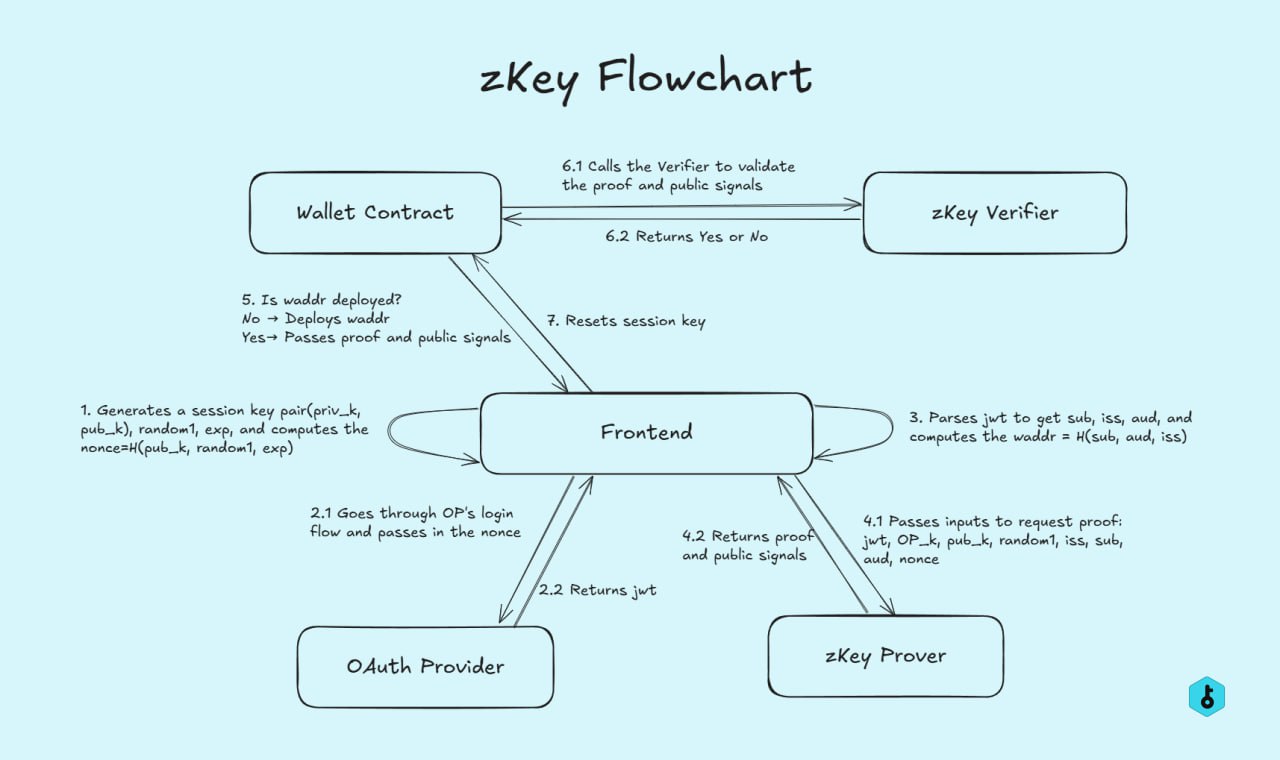 zKey Flowchart
6.1 Calls the Verifier to validate
the proof and public signals
Wallet Contract
zKey Verifier
6.2 Returns Yes or No
5. Is waddr deployed?
No → Deploys waddr
Yes→ Passes proof and public signals
7. Resets session key
1. Generates a session key pair(priv_k,
pub_k), random1, exp, and computes the
nonce=H(pub_k, random1, exp)
Frontend
3. Parses jwt to get sub, iss, aud, and
computes the waddr = H(sub, aud, iss)
2.1 Goes through OP's login
flow and passes in the nonce
4.2 Returns proof
and public signals
4.1 Passes inputs to request proof:
jwt, OP_k, pub_k, random1, iss, sub,
aud, nonce
2.2 Returns jwt
OAuth Provider
zKey Prover